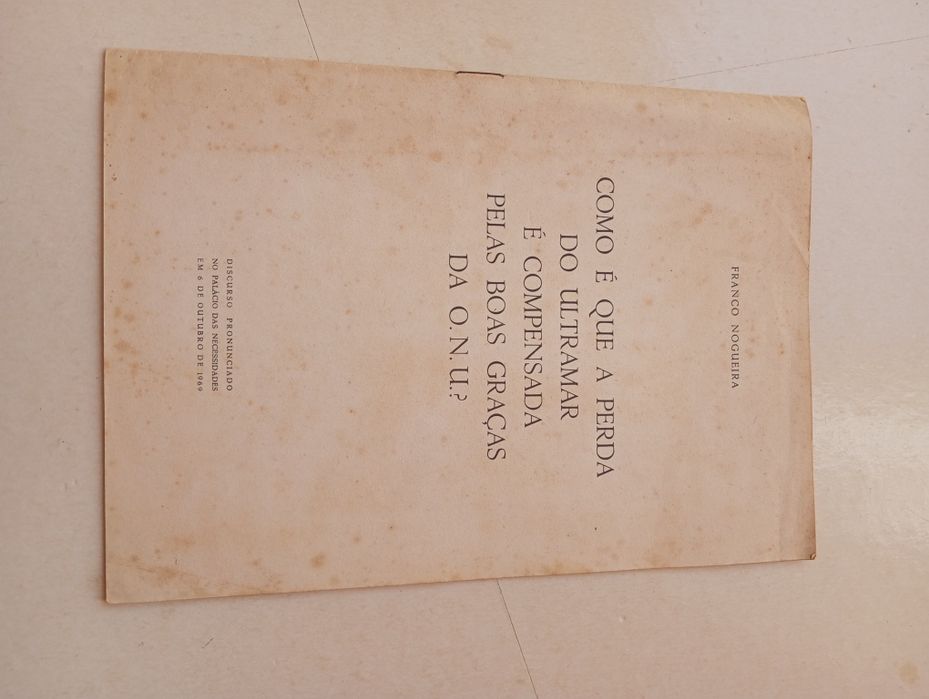 FRANCO NOGUEIRA
COMO É QUE A PERDA
DO ULTRAMAR
É COMPENSADA
PELAS BOAS GRAÇAS
DA O.N.U.?
DISCURSO PRONUNCIADO
NO PALÁCIO DAS NECESSIDADES
EM 6 DE OUTUBRO DE 1969